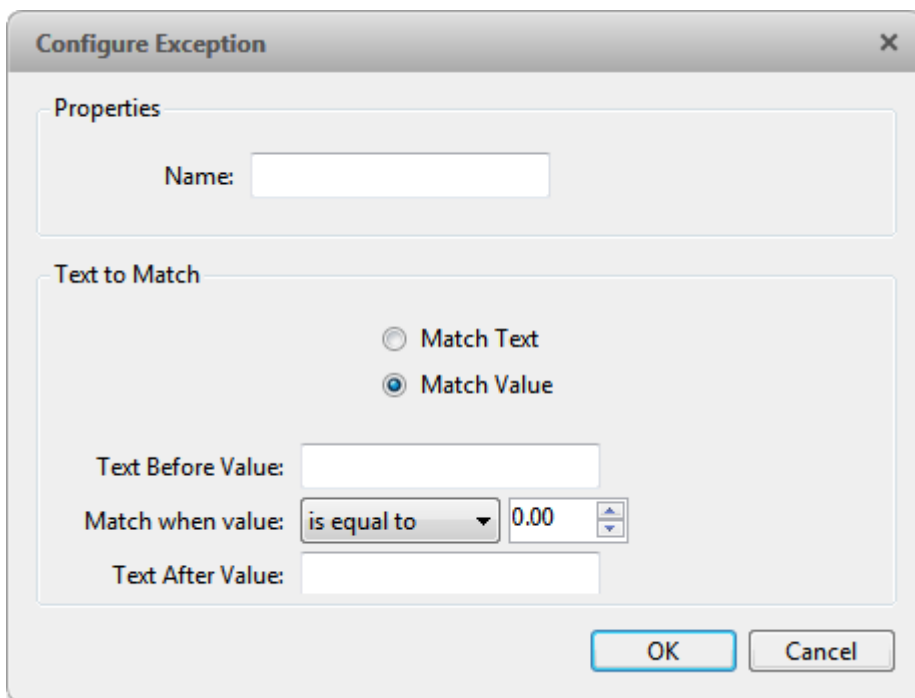 Configure Exception
Properties
Name:
Text to Match
Match Text
Match Value
Text Before Value:
Match when value: is equal to 0.00
Text After Value:
OK Cancel